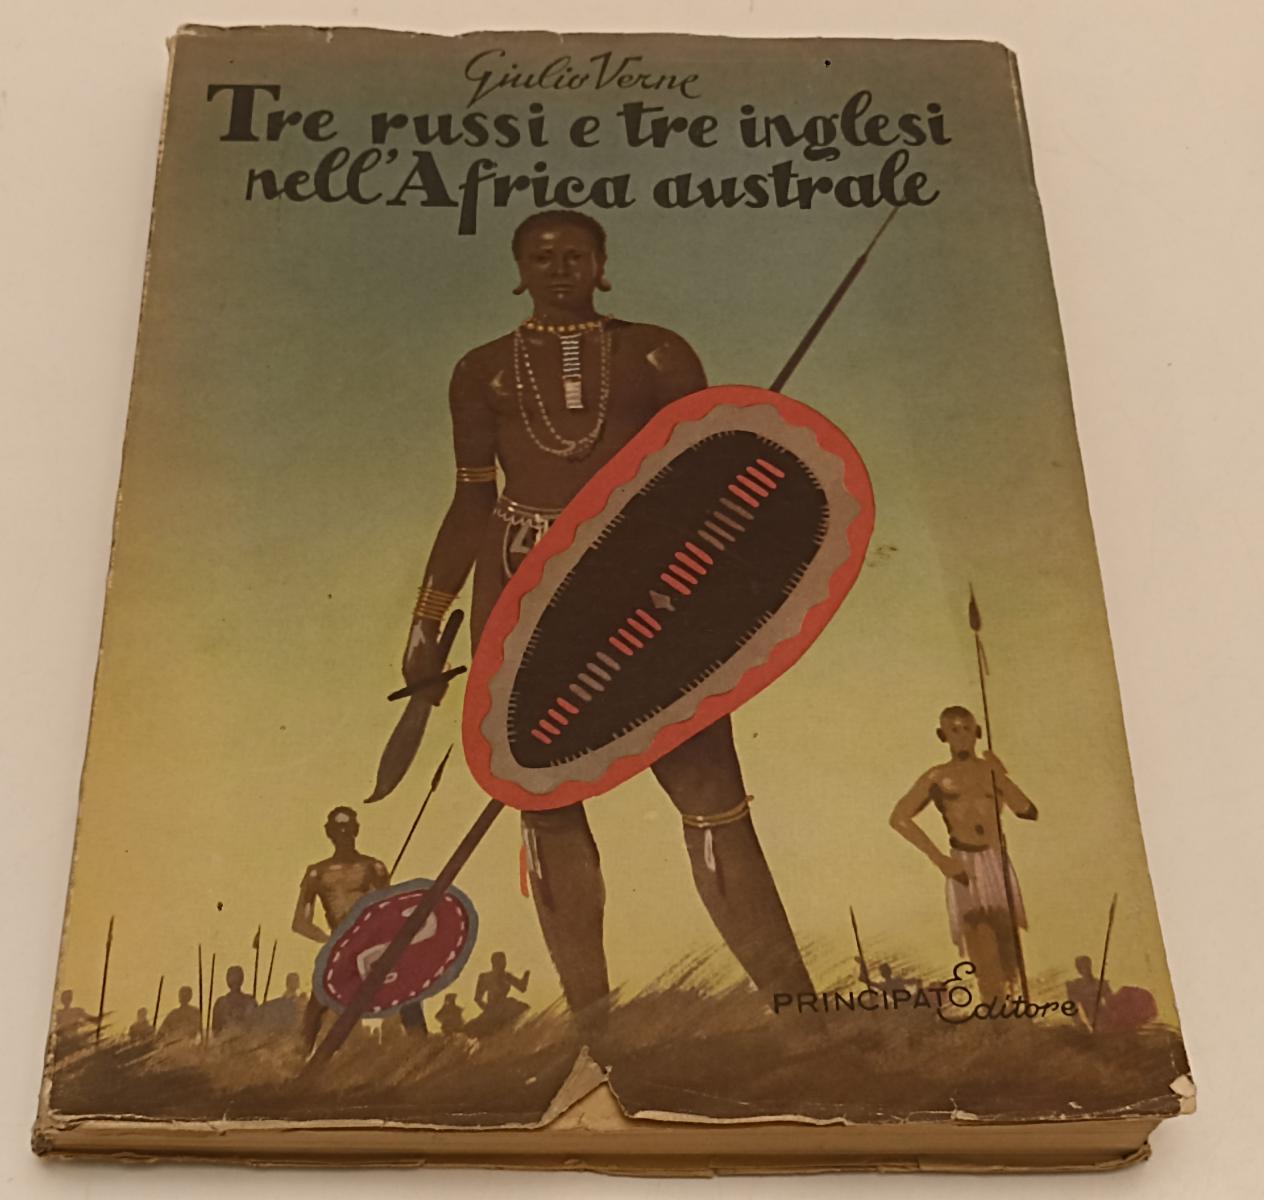 Giulio Verne
Tre russi e tre inglesi
nell'Africa australe
PRINCIPATO Editore